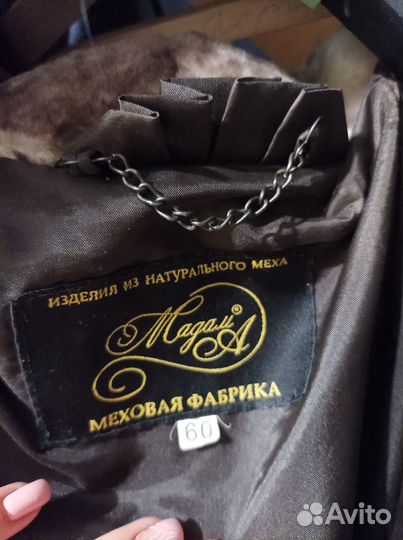 ИЗДЕЛИЯ ИЗ НАТУРАЛЬНОГО МЕХА
Мадам А®
МЕХОВАЯ ФАБРИКА
60
Avito